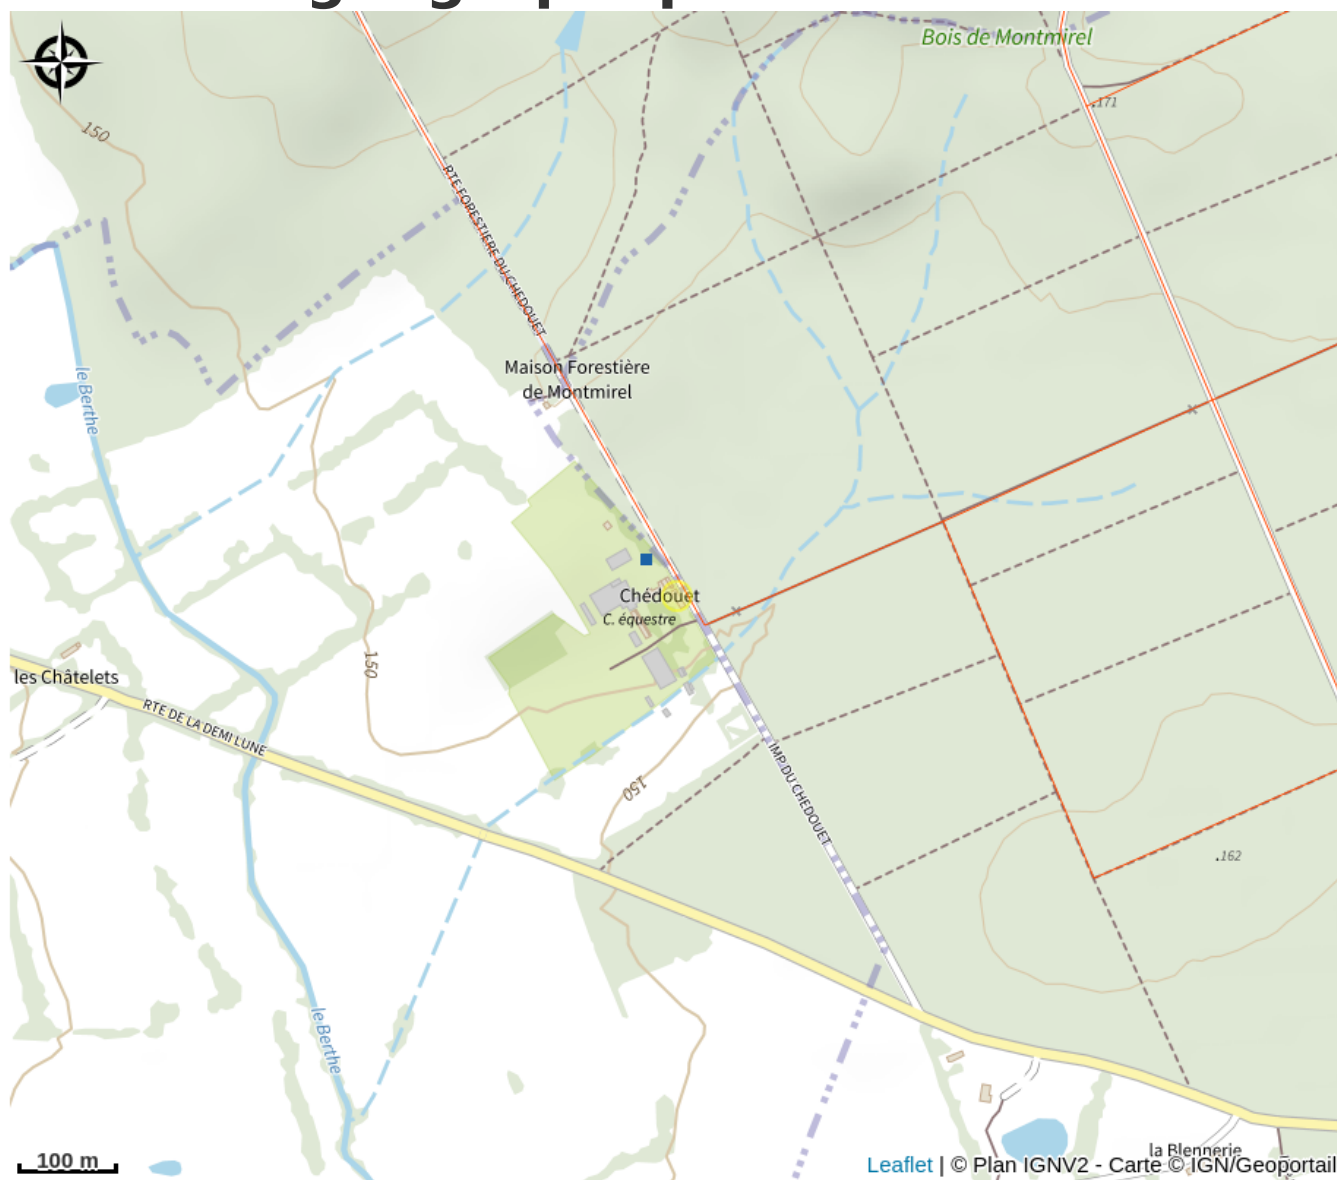 Bois de Montmirel
171
150
RTE FORESTIERE DU CHEDOUET
Maison Forestière
de Montmirel
le Berthe
Chédouet
C. équestre
150
les Châtelets
RTE DE LA DEMI LUNE
150
IMP DU CHEDOUET
.162
le Berthe
la Blennerie
100 m
Leaflet | © Plan IGNV2 - Carte © IGN/Geoportail